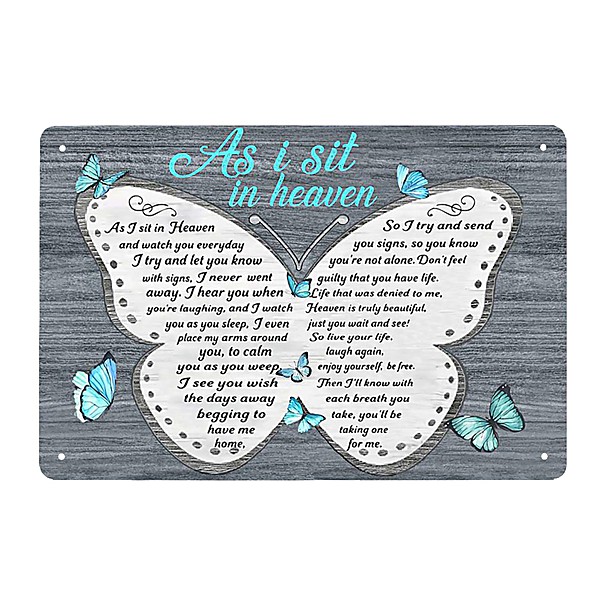 As i sit
in heaven
As I sit in Heaven
and watch you everyday
I try and let you know
with signs, I never went
away. I hear you when
you're laughing, and I watch
you as you sleep, I even
place my arms around
you, to calm
you as you weep,
I see you wish
the days away
begging to
have me
home.
So I try and send
you signs, so you know
you're not alone. Don't feel
guilty that you have life.
Life that was denied to me,
Heaven is truly beautiful,
just you wait and see!
So live your life.
laugh again,
enjoy yourself, be free.
Then I'll know with
each breath you
take, you'll be
taking one
for me.